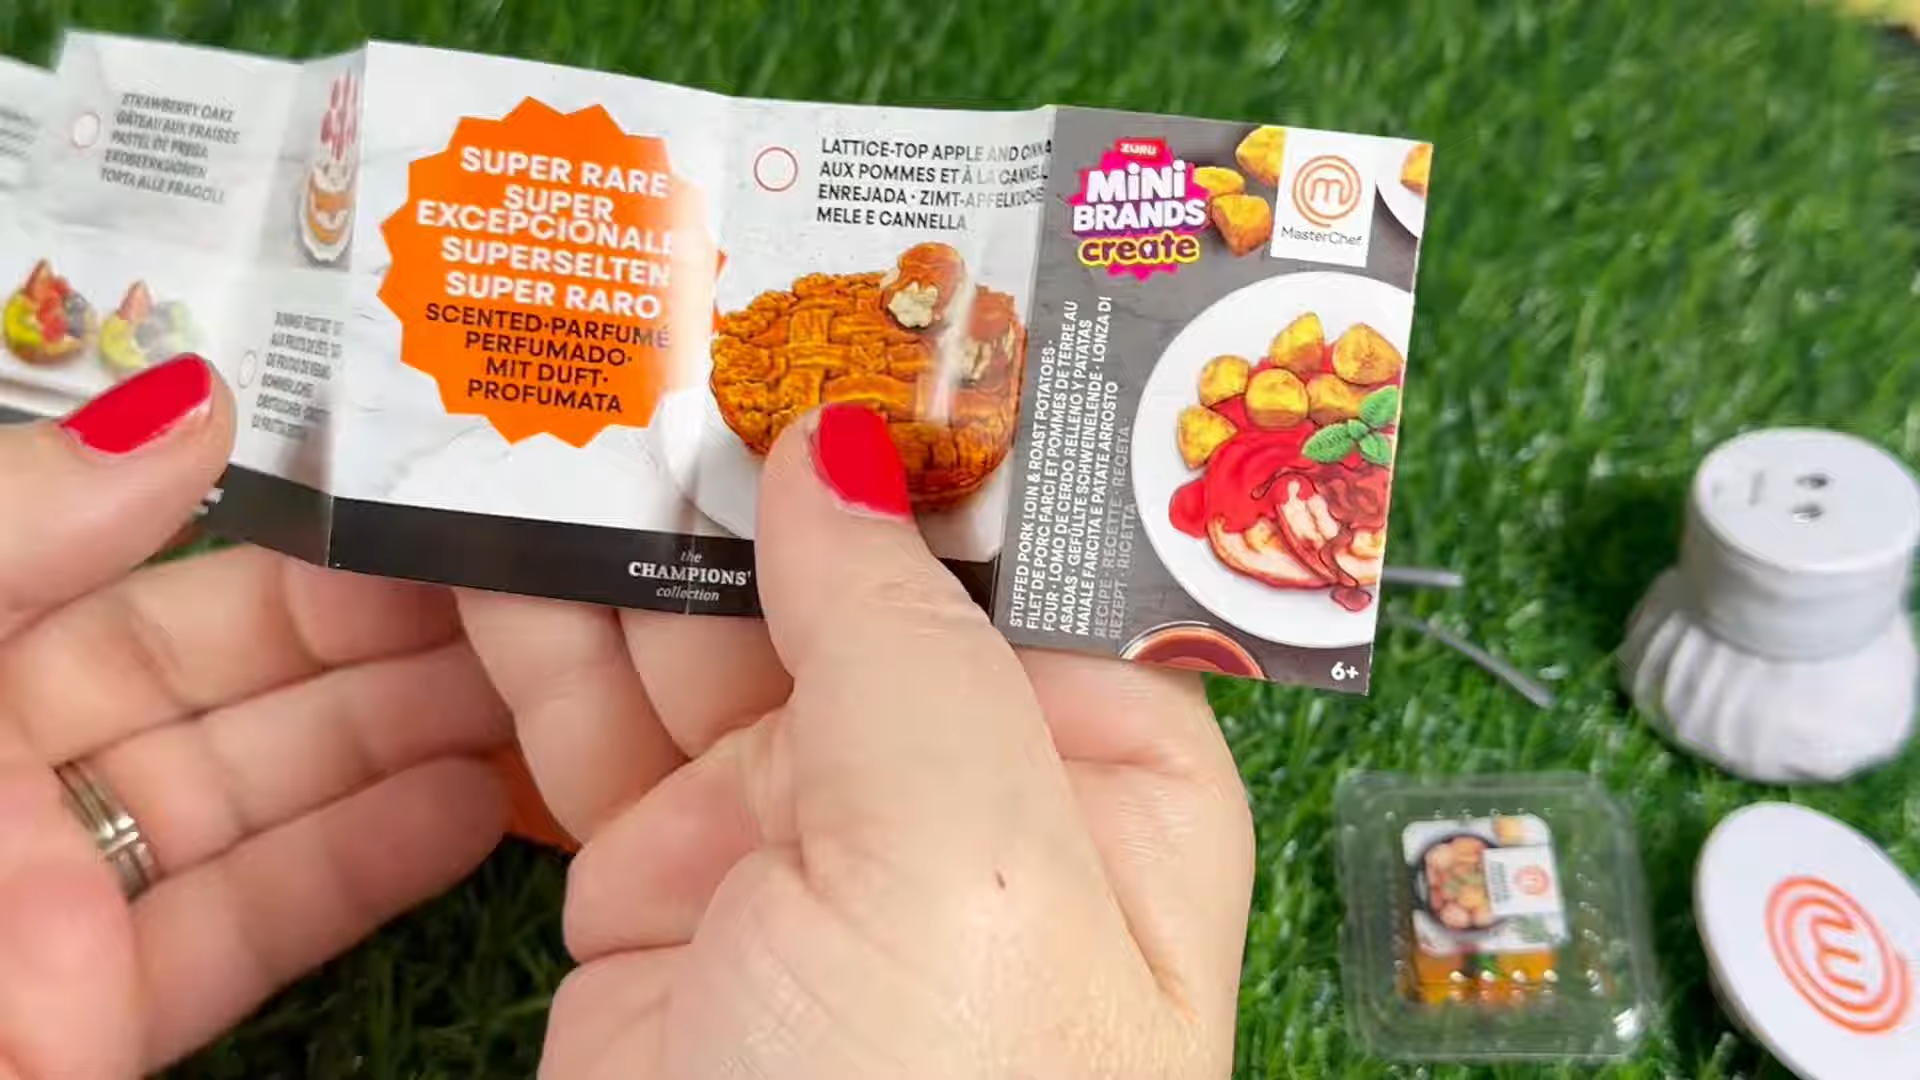 STRAWBERRY CAKE
GÂTEAU AUX FRAISES
PASTEL DE FRESA
ERDBEERKUCHEN
TORTA ALLE FRAGOLE
SUPER RARE
SUPER
EXCEPCIONALE
SUPERSELTEN
SUPER RARO
SCENTED·PARFUMÉ
PERFUMADO·
MIT DUFT·
PROFUMATA
the
CHAMPIONS'
collection
LATTICE-TOP APPLE AND CINNA
AUX POMMES ET À LA CANNELL
ENREJADA · ZIMT-APFELKUCHE
MELE E CANNELLA
ZURU
MiNi
BRANDS
create
MasterChef
STUFFED PORK LOIN & ROAST POTATOES ·
FILET DE PORC FARCI ET POMMES DE TERRE AU
FOUR · LOMO DE CERDO RELLENO Y PATATAS
ASADAS · GEFÜLLTE SCHWEINELENDE · LONZA DI
MAIALE FARCITA E PATATE ARROSTO
RECIPE · RECETTE · RECETA ·
REZEPT · RICETTA
6+